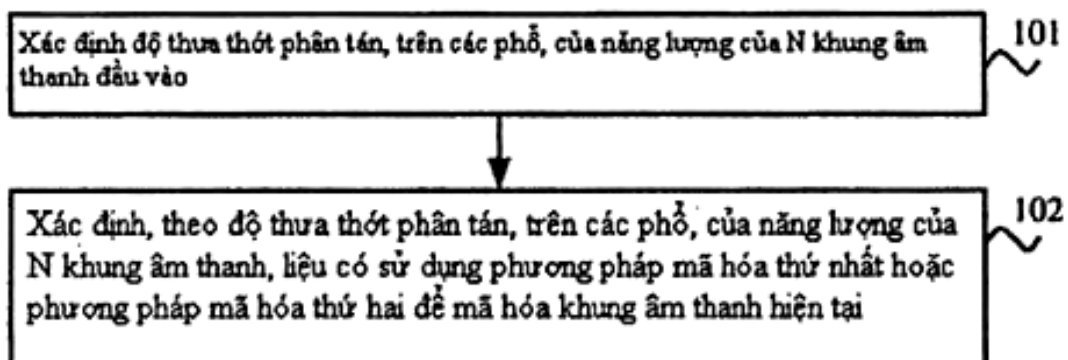 Xác định độ thưa thớt phân tán, trên các phổ, của năng lượng của N khung âm
thanh đầu vào
101
Xác định, theo độ thưa thớt phân tán, trên các phổ, của năng lượng của
N khung âm thanh, liệu có sử dụng phương pháp mã hóa thứ nhất hoặc
phương pháp mã hóa thứ hai để mã hóa khung âm thanh hiện tại
102